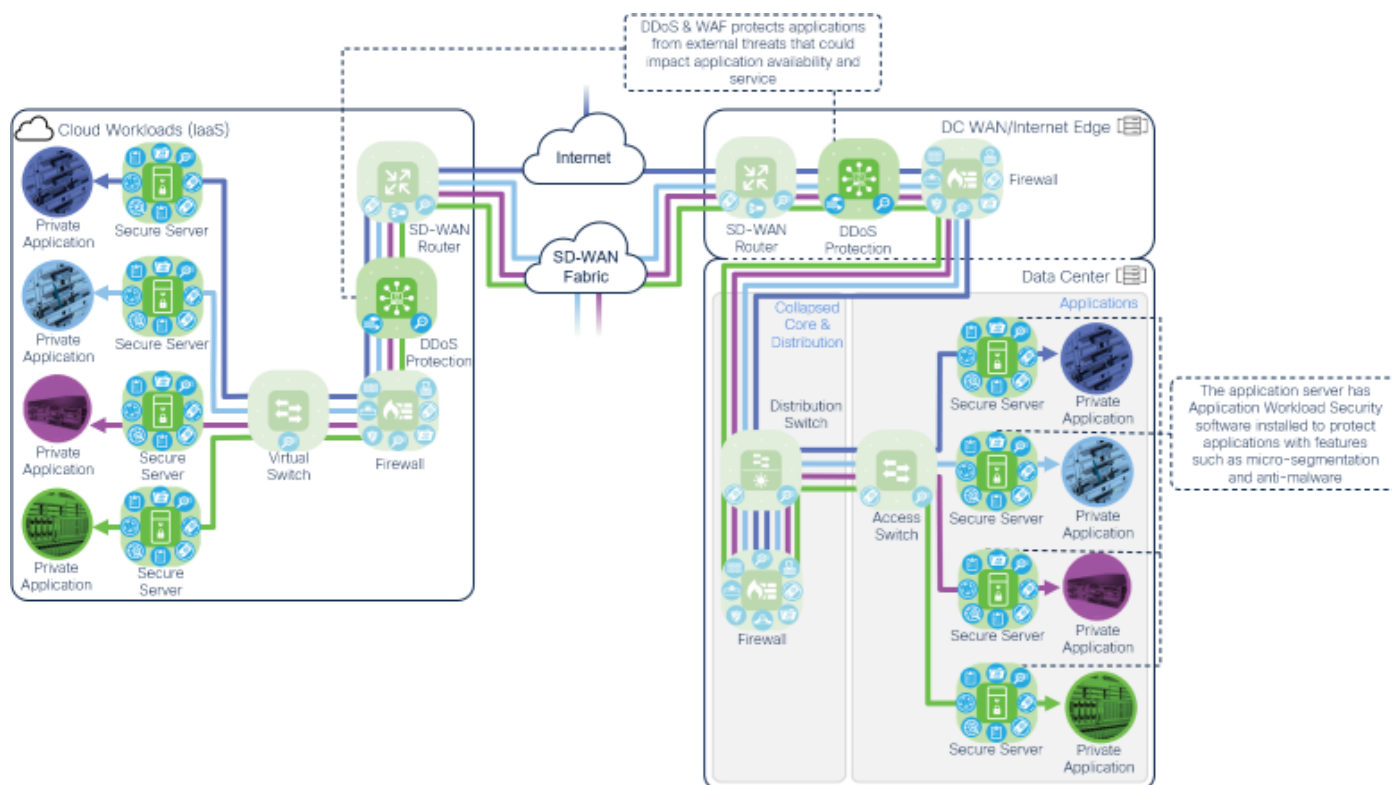 DDoS & WAF protects applications
from external threats that could
impact application availability and
service
Cloud Workloads (IaaS)
Private
Application
Secure Server
Private
Application
Secure Server
Private
Application
Secure
Server
Private
Application
Secure
Server
Virtual
Switch
Firewall
DDoS
Protection
SD-WAN
Router
Internet
SD-WAN
Fabric
DC WAN/Internet Edge
SD-WAN
Router
DDoS
Protection
Firewall
Data Center
Collapsed
Core &
Distribution
Distribution
Switch
Firewall
Applications
Access
Switch
Secure Server
Private
Application
Secure Server
Private
Application
Secure Server
Private
Application
Secure Server
Private
Application
The application server has
Application Workload Security
software installed to protect
applications with features
such as micro-segmentation
and anti-malware